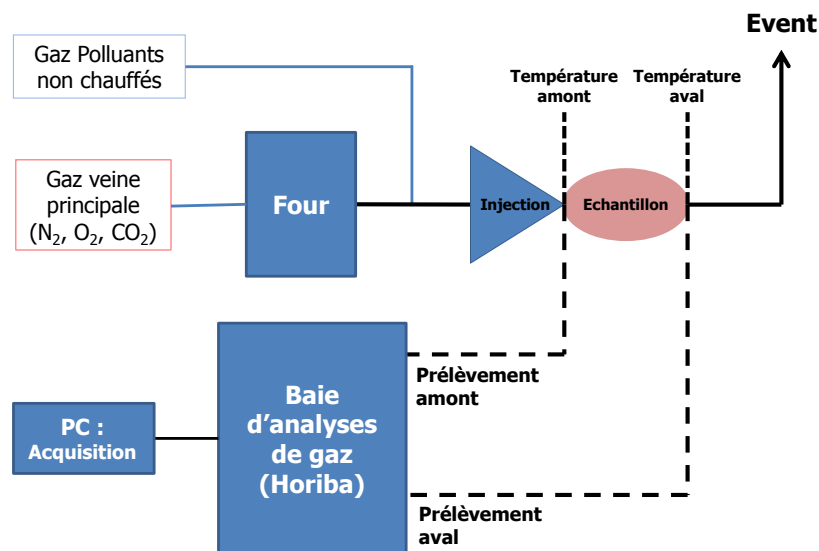 Event
Gaz Polluants
non chauffés
Température
amont
Température
aval
Gaz veine
principale
(N₂, O₂, CO₂)
Four
Injection
Echantillon
Prélèvement
amont
Baie
d’analyses
de gaz
(Horiba)
PC :
Acquisition
Prélèvement
aval